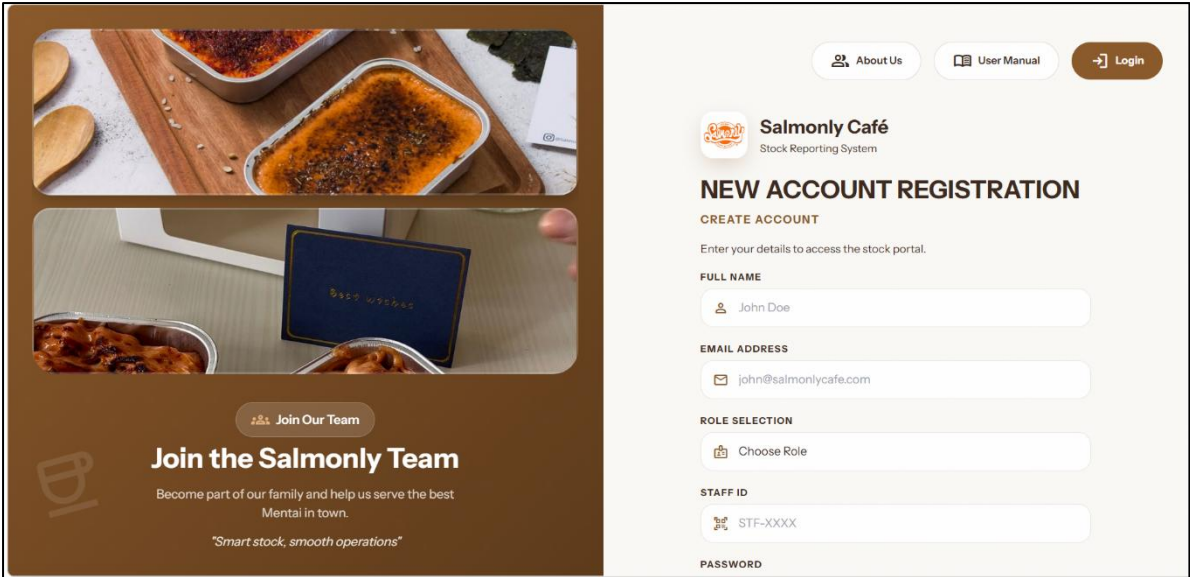 Best wishes
Join Our Team
Join the Salmonly Team
Become part of our family and help us serve the best
Mentai in town.
"Smart stock, smooth operations"
About Us
User Manual
Login
Salmonly
Salmonly Café
Stock Reporting System
NEW ACCOUNT REGISTRATION
CREATE ACCOUNT
Enter your details to access the stock portal.
FULL NAME
John Doe
EMAIL ADDRESS
john@salmonlycafe.com
ROLE SELECTION
Choose Role
STAFF ID
STF-XXXX
PASSWORD